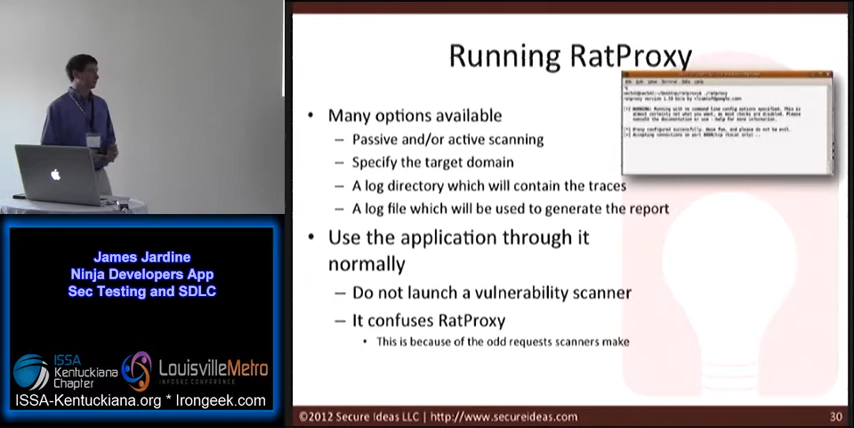 Running RatProxy
• Many options available
– Passive and/or active scanning
– Specify the target domain
– A log directory which will contain the traces
– A log file which will be used to generate the report
• Use the application through it
normally
– Do not launch a vulnerability scanner
– It confuses RatProxy
• This is because of the odd requests scanners make
©2012 Secure Ideas LLC | http://www.secureideas.com
30
James Jardine
Ninja Developers App
Sec Testing and SDLC
ISSA
Kentuckiana
Chapter
LouisvilleMetro
INFOSEC CONFERENCE
ISSA-Kentuckiana.org * Irongeek.com